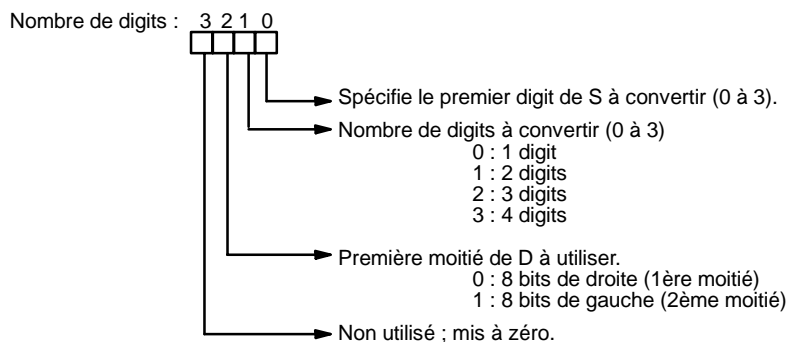 Nombre de digits : 3 2 1 0
Spécifie le premier digit de S à convertir (0 à 3).
Nombre de digits à convertir (0 à 3)
0 : 1 digit
1 : 2 digits
2 : 3 digits
3 : 4 digits
Première moitié de D à utiliser.
0 : 8 bits de droite (1ère moitié)
1 : 8 bits de gauche (2ème moitié)
Non utilisé ; mis à zéro.